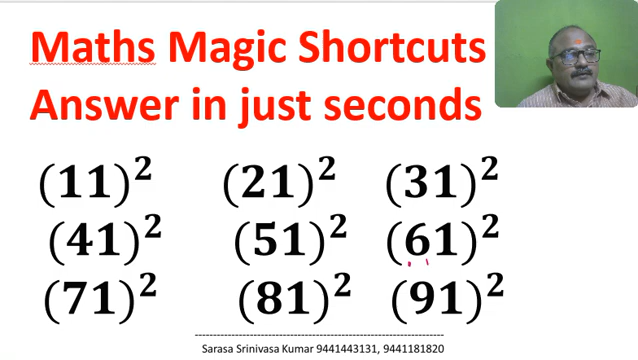 Maths Magic Shortcuts
Answer in just seconds
(11)² (21)² (31)²
(41)² (51)² (61)²
(71)² (81)² (91)²
Sarasa Srinivasa Kumar 9441443131, 9441181820